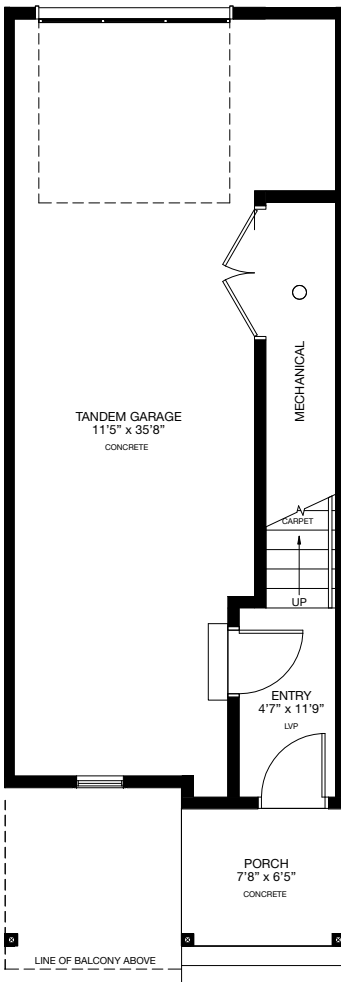 MECHANICAL
TANDEM GARAGE
11'5" x 35'8"
CONCRETE
CARPET
UP
ENTRY
4'7" x 11'9"
LVP
PORCH
7'8" x 6'5"
CONCRETE
LINE OF BALCONY ABOVE